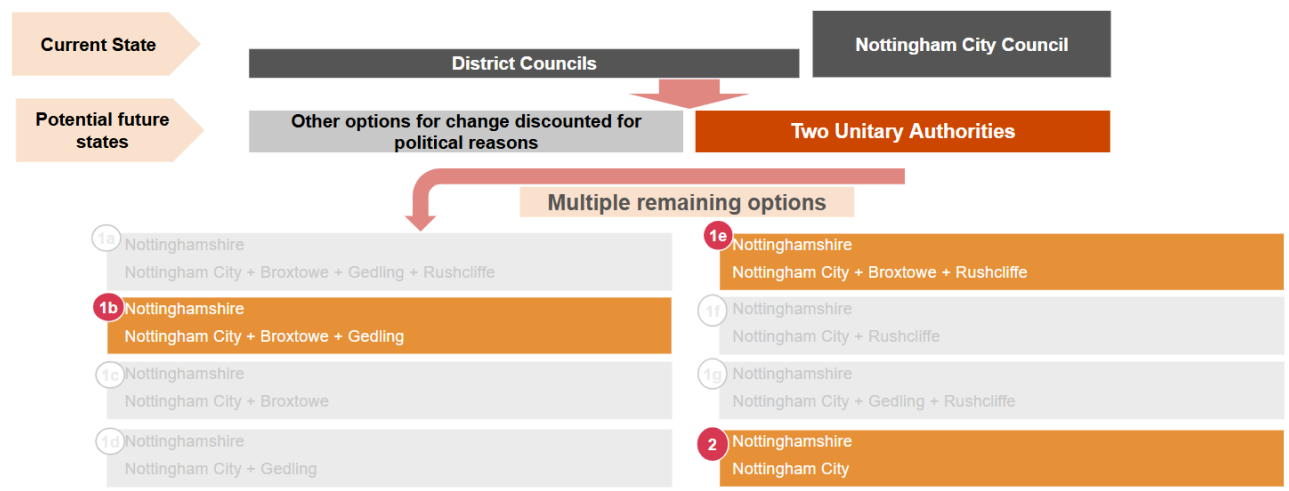 Current State
District Councils
Nottingham City Council
Potential future
states
Other options for change discounted for
political reasons
Two Unitary Authorities
Multiple remaining options
1a
Nottinghamshire
Nottingham City + Broxtowe + Gedling + Rushcliffe
1b
Nottinghamshire
Nottingham City + Broxtowe + Gedling
1c
Nottinghamshire
Nottingham City + Broxtowe
1d
Nottinghamshire
Nottingham City + Gedling
1e
Nottinghamshire
Nottingham City + Broxtowe + Rushcliffe
1f
Nottinghamshire
Nottingham City + Rushcliffe
1g
Nottinghamshire
Nottingham City + Gedling + Rushcliffe
2
Nottinghamshire
Nottingham City